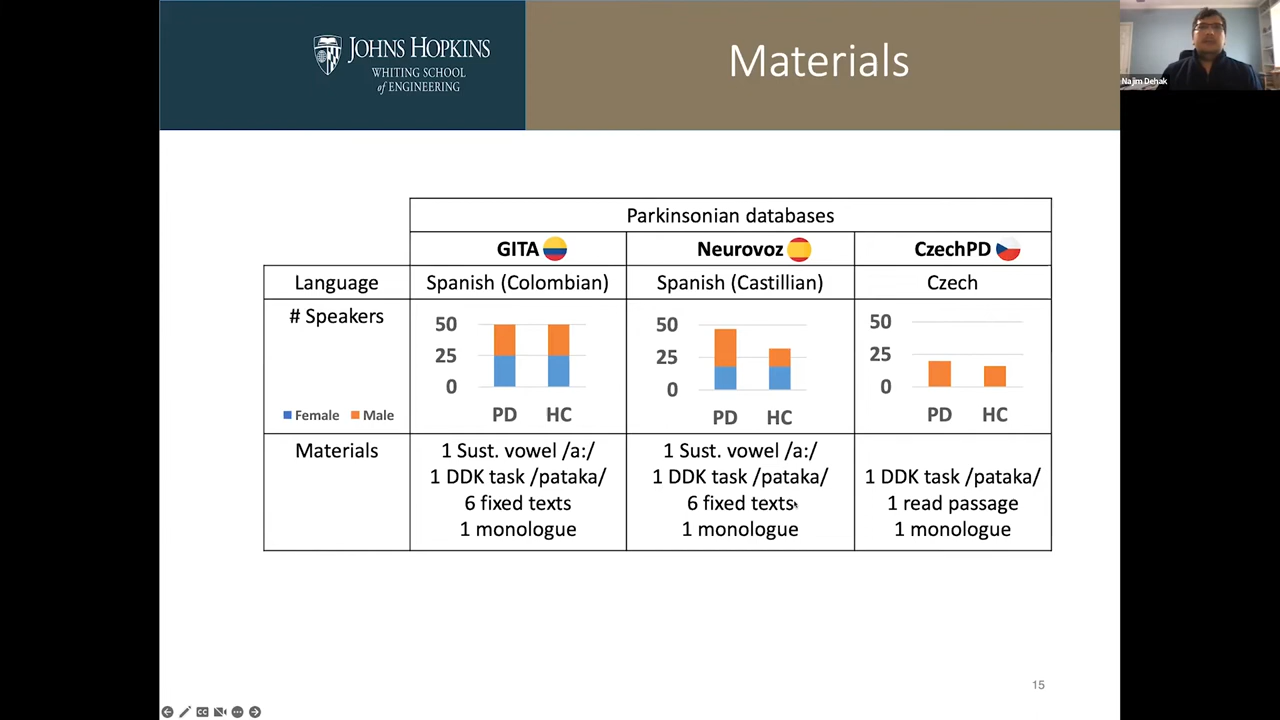 JOHNS HOPKINS
WHITING SCHOOL
of ENGINEERING
Materials
Najim Dehak
Parkinsonian databases
GITA Neurovoz CzechPD
Language Spanish (Colombian) Spanish (Castillian) Czech
# Speakers
50
25
0
PD HC
50
25
0
PD HC
50
25
0
PD HC
Female Male
Materials
1 Sust. vowel /a:/
1 DDK task /pataka/
6 fixed texts
1 monologue
1 Sust. vowel /a:/
1 DDK task /pataka/
6 fixed texts
1 monologue
1 DDK task /pataka/
1 read passage
1 monologue
15
CC